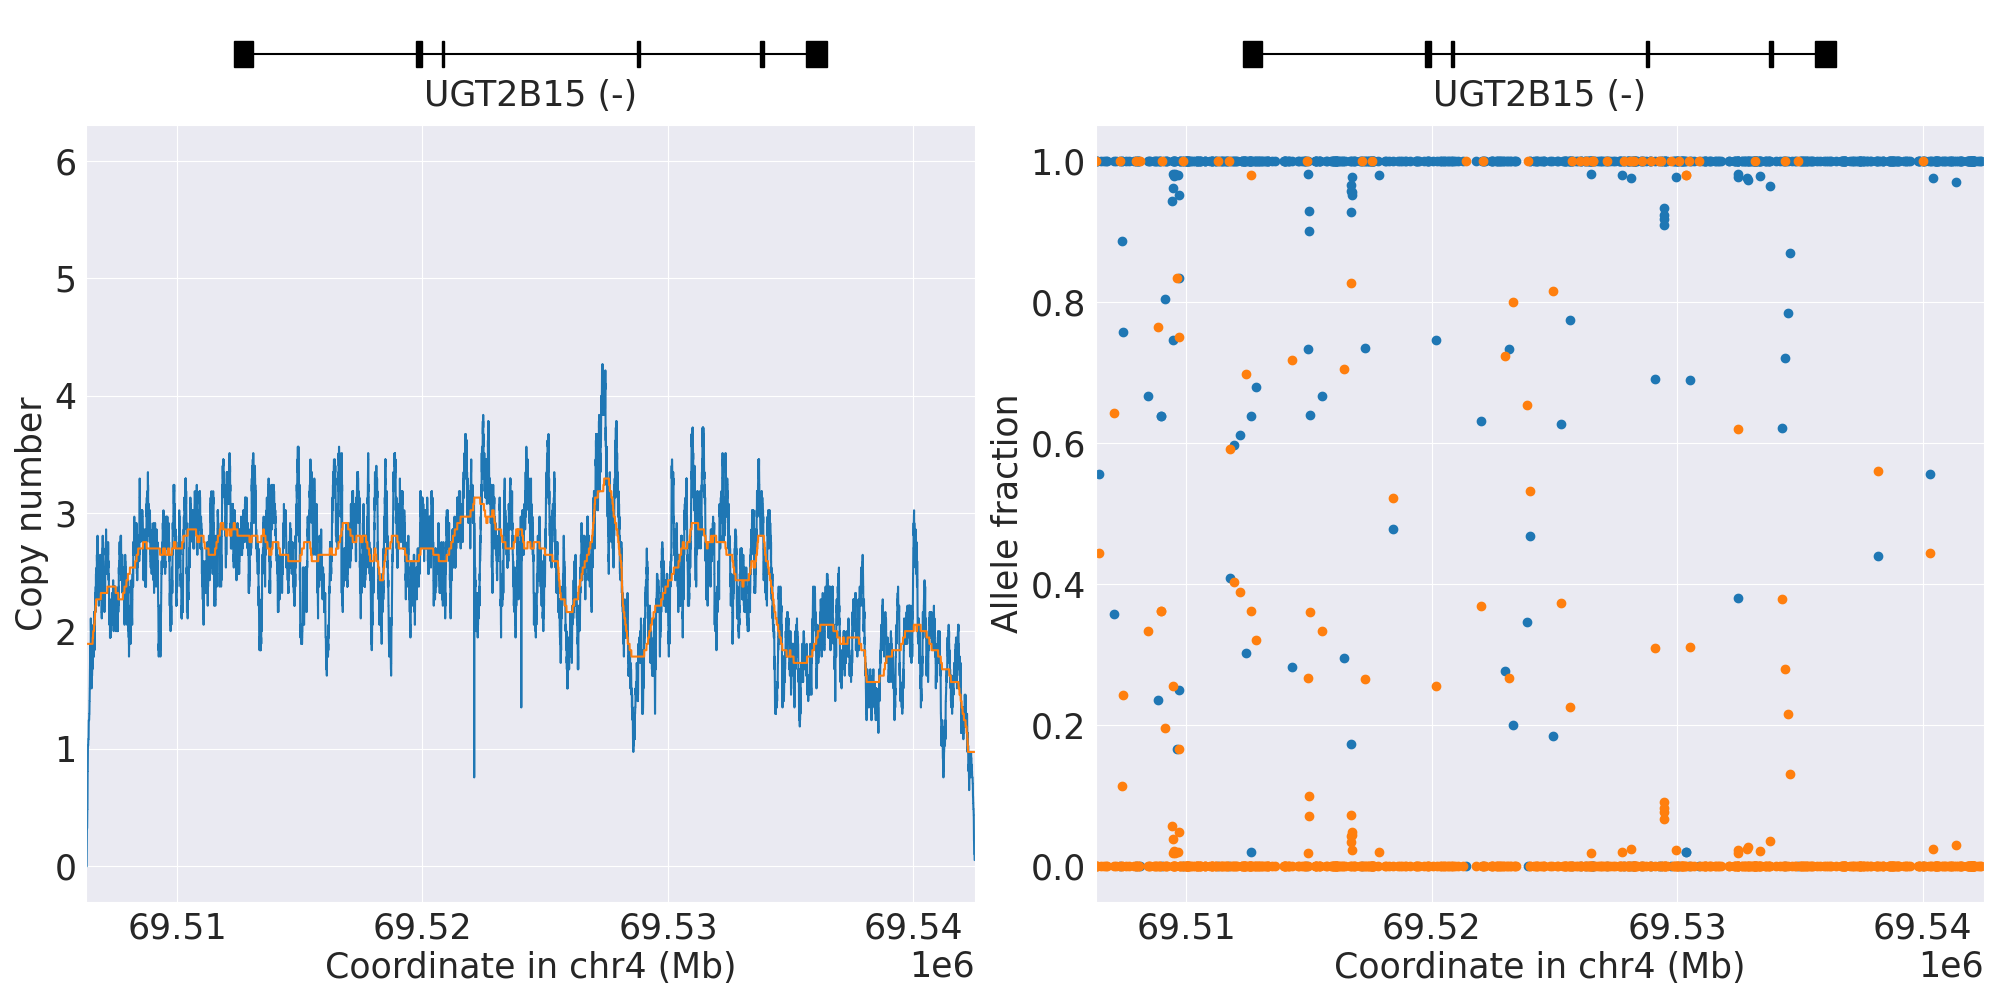 UGT2B15 (-)
6
5
4
3
2
1
0
Copy number
69.51
69.52
69.53
69.54
Coordinate in chr4 (Mb)
1e6
UGT2B15 (-)
1.0
0.8
0.6
0.4
0.2
0.0
Allele fraction
69.51
69.52
69.53
69.54
Coordinate in chr4 (Mb)
1e6